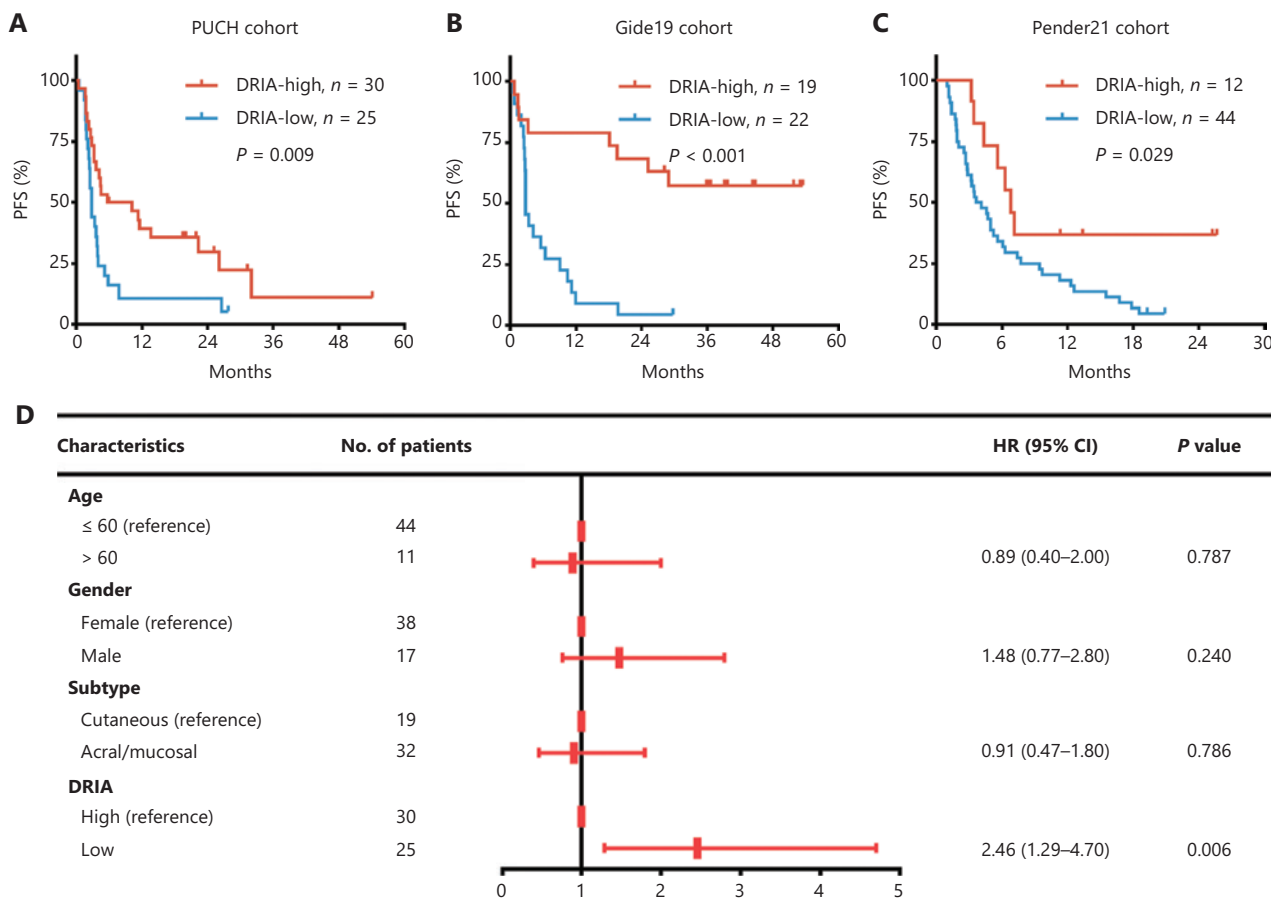 A
PUCH cohort
DRIA-high, n = 30
DRIA-low, n = 25
P = 0.009
PFS (%)
100
75
50
25
0
0 12 24 36 48 60
Months
B
Gide19 cohort
DRIA-high, n = 19
DRIA-low, n = 22
P < 0.001
PFS (%)
100
75
50
25
0
0 12 24 36 48 60
Months
C
Pender21 cohort
DRIA-high, n = 12
DRIA-low, n = 44
P = 0.029
PFS (%)
100
75
50
25
0
0 6 12 18 24 30
Months
D
Characteristics No. of patients HR (95% CI) P value
Age
≤ 60 (reference) 44
> 60 11 0.89 (0.40–2.00) 0.787
Gender
Female (reference) 38
Male 17 1.48 (0.77–2.80) 0.240
Subtype
Cutaneous (reference) 19
Acral/mucosal 32 0.91 (0.47–1.80) 0.786
DRIA
High (reference) 30
Low 25 2.46 (1.29–4.70) 0.006
0 1 2 3 4 5